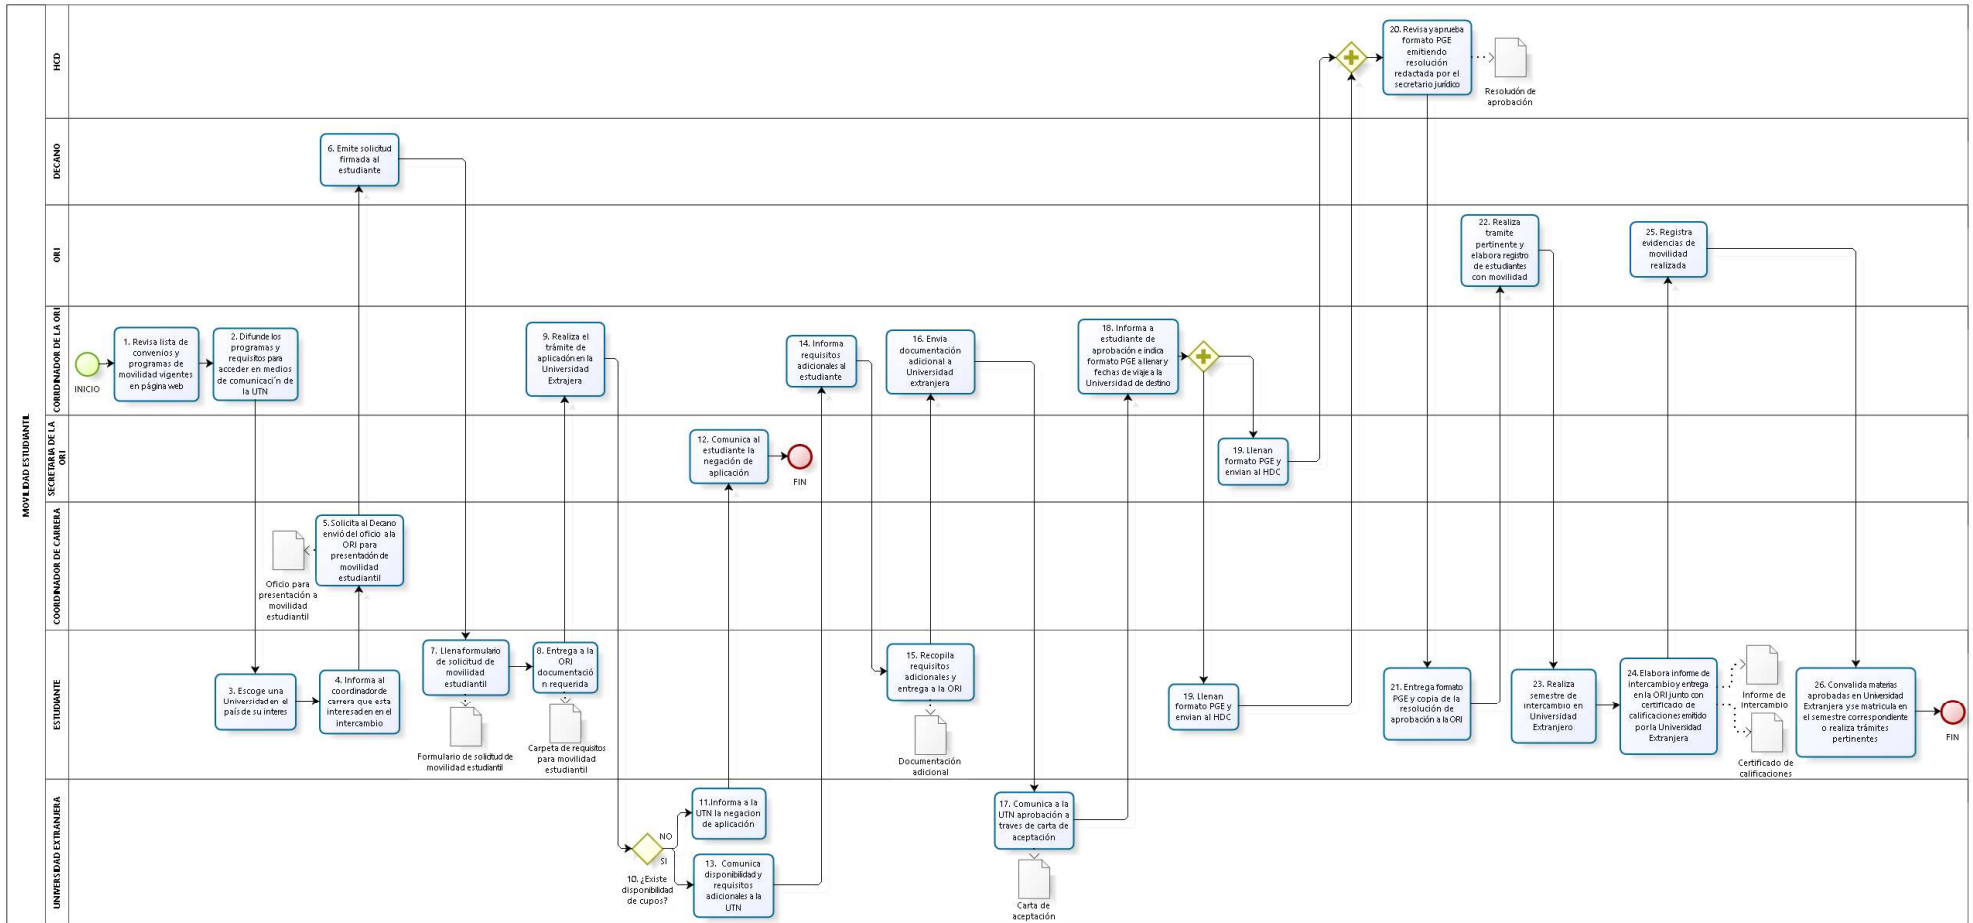 MOVILIDAD ESTUDIANTIL
HCD
20. Revisa y aprueba
formato PGE
emitiendo
resolución
redactada por el
secretario jurídico
Resolución de
aprobación
DECANO
6. Emite solicitud
firmada al
estudiante
ORI
22. Realiza
tramite
pertinente y
elabora registro
de estudiantes
con movilidad
25. Registra
evidencias de
movilidad
realizada
CORRDINADOR DE LA ORI
INICIO
1. Revisa lista de
convenios y
programas de
movilidad vigentes
en página web
2. Difunde los
programas y
requisitos para
acceder en medios
de comunicación de
la UTN
9. Realiza el
trámite de
aplicación en la
Universidad
Extrajera
14. Informa
requisitos
adicionales al
estudiante
16. Envia
documentación
adicional a
Universidad
extranjera
18. Informa a
estudiante de
aprobación e indica
formato PGE a llenar y
fechas de viaje a la
Universidad de destino
SECRETARIA DE LA
ORI
12. Comunica al
estudiante la
negación de
aplicación
FIN
19. Llenan
formato PGE y
envian al HDC
COORDINADOR DE CARRERA
5. Solicita al Decano
envió del oficio a la
ORI para
presentación de
movilidad
estudiantil
Oficio para
presentación a
movilidad
estudiantil
ESTUDIANTE
3. Escoge una
Universidad en el
país de su interes
4. Informa al
coordinador de
carrera que esta
interesad en en el
intercambio
7. Llena formulario
de solicitud de
movilidad
estudiantil
Formulario de solicitud de
movilidad estudiantil
8. Entrega a la
ORI
documentació
n requerida
Carpeta de requisitos
para movilidad
estudiantil
15. Recopila
requisitos
adicionales y
entrega a la ORI
Documentación
adicional
19. Llenan
formato PGE y
envian al HDC
21. Entrega formato
PGE y copia de la
resolución de
aprobación a la ORI
23. Realiza
semestre de
intercambio en
Universidad
Extranjero
24. Elabora informe de
intercambio y entrega
en la ORI junto con
certificado de
calificaciones emitido
por la Universidad
Extranjera
Informe de
intercambio
Certificado de
calificaciones
26. Convalida materias
aprobadas en Universidad
Extranjera y se matricula en
el semestre correspondiente
o realiza trámites
pertinentes
FIN
UNIVERSIDAD EXTRANJERA
10. ¿Existe
disponibilidad
de cupos?
NO
SI
11.Informa a la
UTN la negacion
de aplicación
13. Comunica
disponibilidad y
requisitos
adicionales a la
UTN
17. Comunica a la
UTN aprobación a
traves de carta de
aceptación
Carta de
aceptación